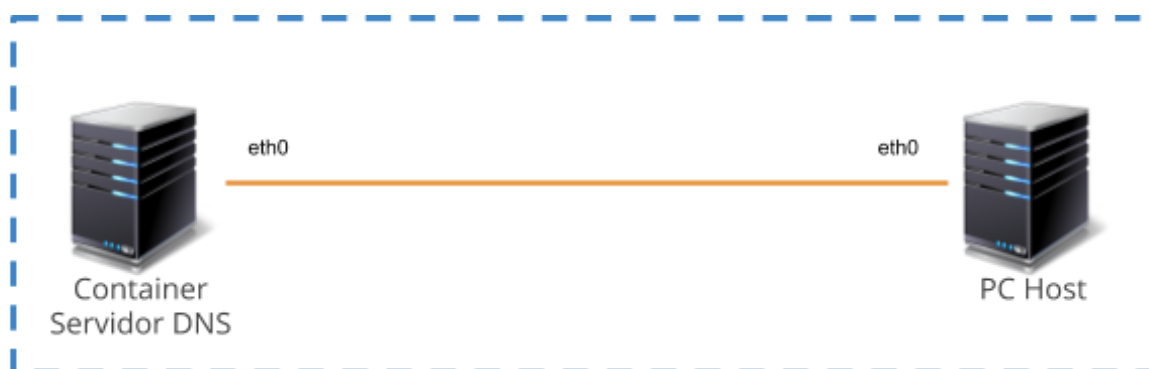 eth0
eth0
Container
Servidor DNS
PC Host